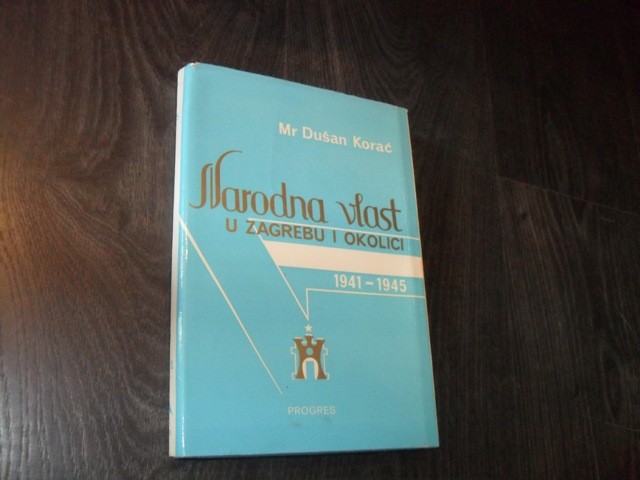 Mr Dušan Korać
Narodna vlast
U ZAGREBU I OKOLICI
1941 – 1945
PROGRES